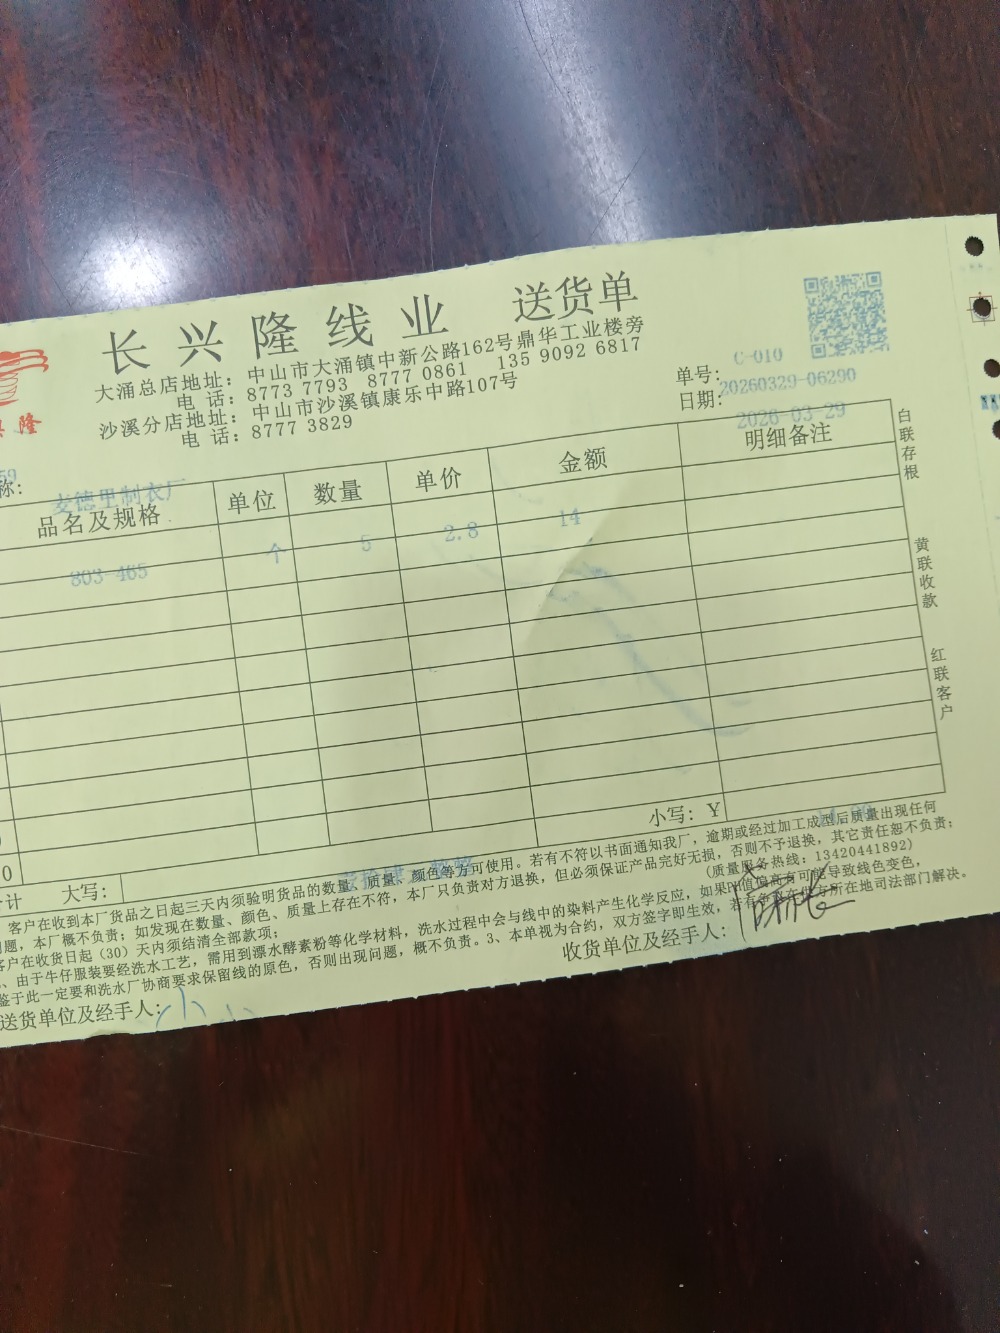 长兴隆线业 送货单
大涌总店地址：中山市大涌镇中新公路162号鼎华工业楼旁
电 话：8773 7793 8777 0861 135 9092 6817
沙溪分店地址：中山市沙溪镇康乐中路107号
电 话：8777 3829
隆
C-010
单号：20260329-06290
日期：2026-03-29
59
称：麦德里制衣厂
品名及规格 单位 数量 单价 金额 明细备注
803-465 个 5 2.8 14
白联存根
黄联收款
红联客户
0
小写：￥ 14.00
计 大写：
客户在收到本厂货品之日起三天内须验明货品的数量、质量、颜色等方可使用。若有不符以书面通知我厂，逾期或经过加工成型后质量出现任何
问题，本厂概不负责；如发现在数量、颜色、质量上存在不符，本厂只负责对方退换，但必须保证产品完好无损，否则不予退换，其它责任恕不负责；
客户在收货日起（30）天内须结清全部款项；
(质量服务热线：13420441892)
、由于牛仔服装要经洗水工艺，需用到漂水酵素粉等化学材料，洗水过程中会与线中的染料产生化学反应，如果PH值偏高有可能导致线色变色，
鉴于此一定要和洗水厂协商要求保留线的原色，否则出现问题，概不负责。3、本单视为合约，双方签字即生效，若有争议在供方所在地司法部门解决。
送货单位及经手人：
收货单位及经手人：